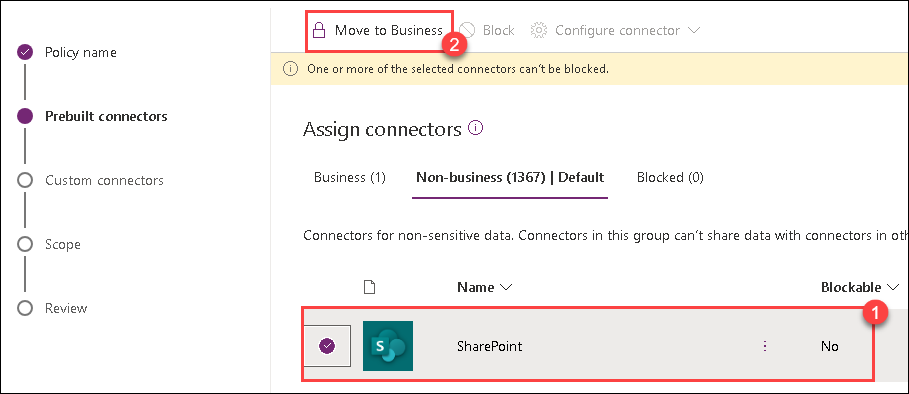 Move to Business
2
Block
Configure connector
Policy name
One or more of the selected connectors can't be blocked.
Prebuilt connectors
Assign connectors
Business (1)
Non-business (1367) | Default
Blocked (0)
Custom connectors
Connectors for non-sensitive data. Connectors in this group can't share data with connectors in oth
Scope
Name
Blockable
Review
1
S
SharePoint
No